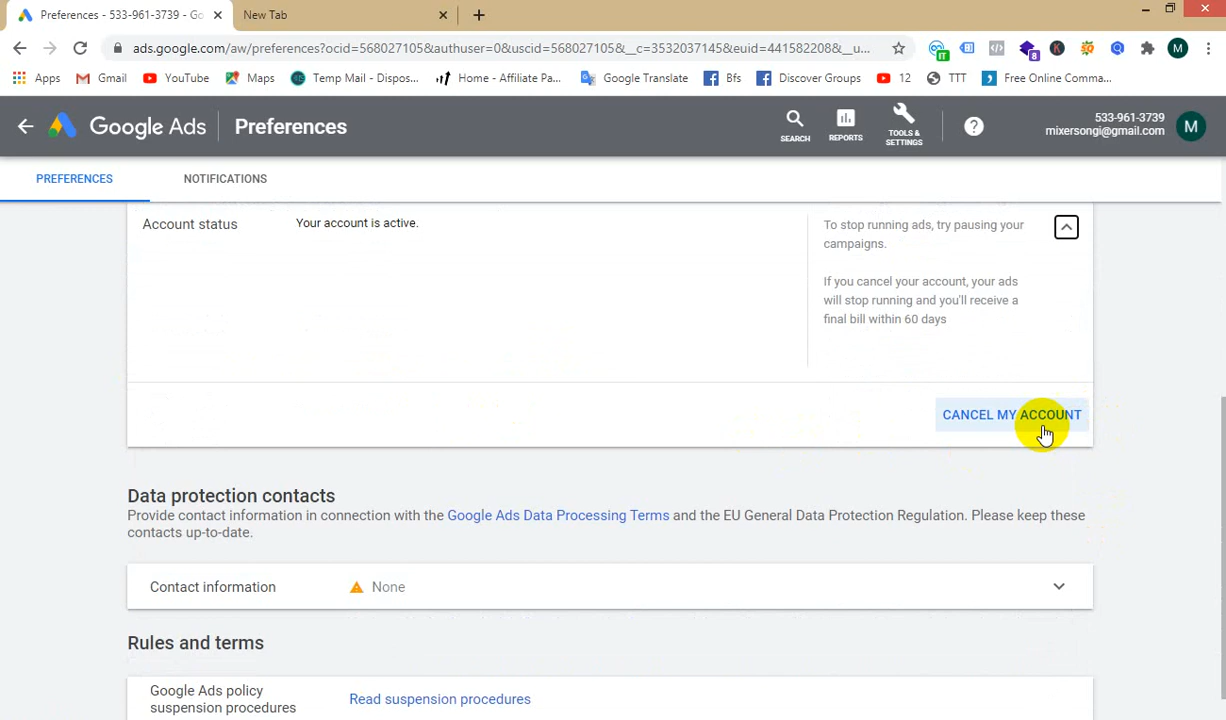 Preferences - 533-961-3739 - Go
New Tab
ads.google.com/aw/preferences?ocid=568027105&authuser=0&uscid=568027105&__c=3532037145&euid=441582208&__u...
Apps
Gmail
YouTube
Maps
Temp Mail - Dispos...
Home - Affiliate Pa...
Google Translate
Bfs
Discover Groups
12
TTT
Free Online Comma...
Google Ads
Preferences
SEARCH
REPORTS
TOOLS &
SETTINGS
533-961-3739
mixersongi@gmail.com
M
PREFERENCES
NOTIFICATIONS
Account status
Your account is active.
To stop running ads, try pausing your
campaigns.
If you cancel your account, your ads
will stop running and you'll receive a
final bill within 60 days
CANCEL MY ACCOUNT
Data protection contacts
Provide contact information in connection with the Google Ads Data Processing Terms and the EU General Data Protection Regulation. Please keep these
contacts up-to-date.
Contact information
None
Rules and terms
Google Ads policy
suspension procedures
Read suspension procedures